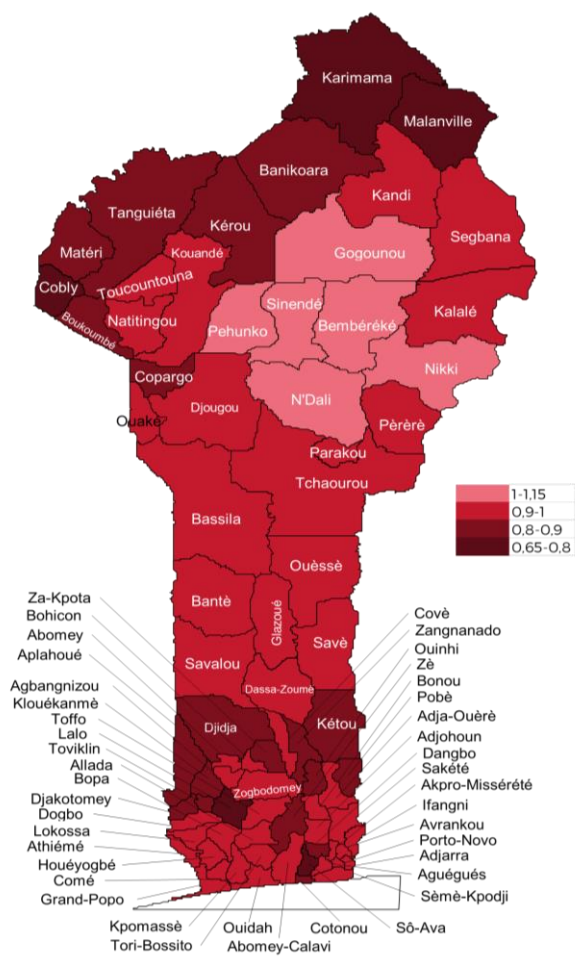 Karimama
Malanville
Banikoara
Kandi
Tanguiéta
Kérou
Segbana
Matéri
Kouandé
Gogounou
Toucountouna
Cobly
Sinendé
Kalalé
Boukoumbé
Natitingou
Pehunko
Bembéréké
Nikki
Copargo
N'Dali
Djougou
Ouaké
Pèrèrè
Parakou
Tchaourou
1-1,15
0,9-1
0,8-0,9
0,65-0,8
Bassila
Ouèssè
Bantè
Glazoué
Savè
Savalou
Dassa-Zoumè
Djidja
Kétou
Zogbodomey
Za-Kpota
Bohicon
Abomey
Aplahoué
Agbangnizou
Klouékanmè
Toffo
Lalo
Toviklin
Allada
Bopa
Djakotomey
Dogbo
Lokossa
Athiémé
Houéyogbé
Comé
Grand-Popo
Kpomassè
Tori-Bossito
Ouidah
Abomey-Calavi
Cotonou
Sô-Ava
Covè
Zangnanado
Ouinhi
Zè
Bonou
Pobè
Adja-Ouèrè
Adjohoun
Dangbo
Sakété
Akpro-Missérété
Ifangni
Avrankou
Porto-Novo
Adjarra
Aguégués
Sèmè-Kpodji